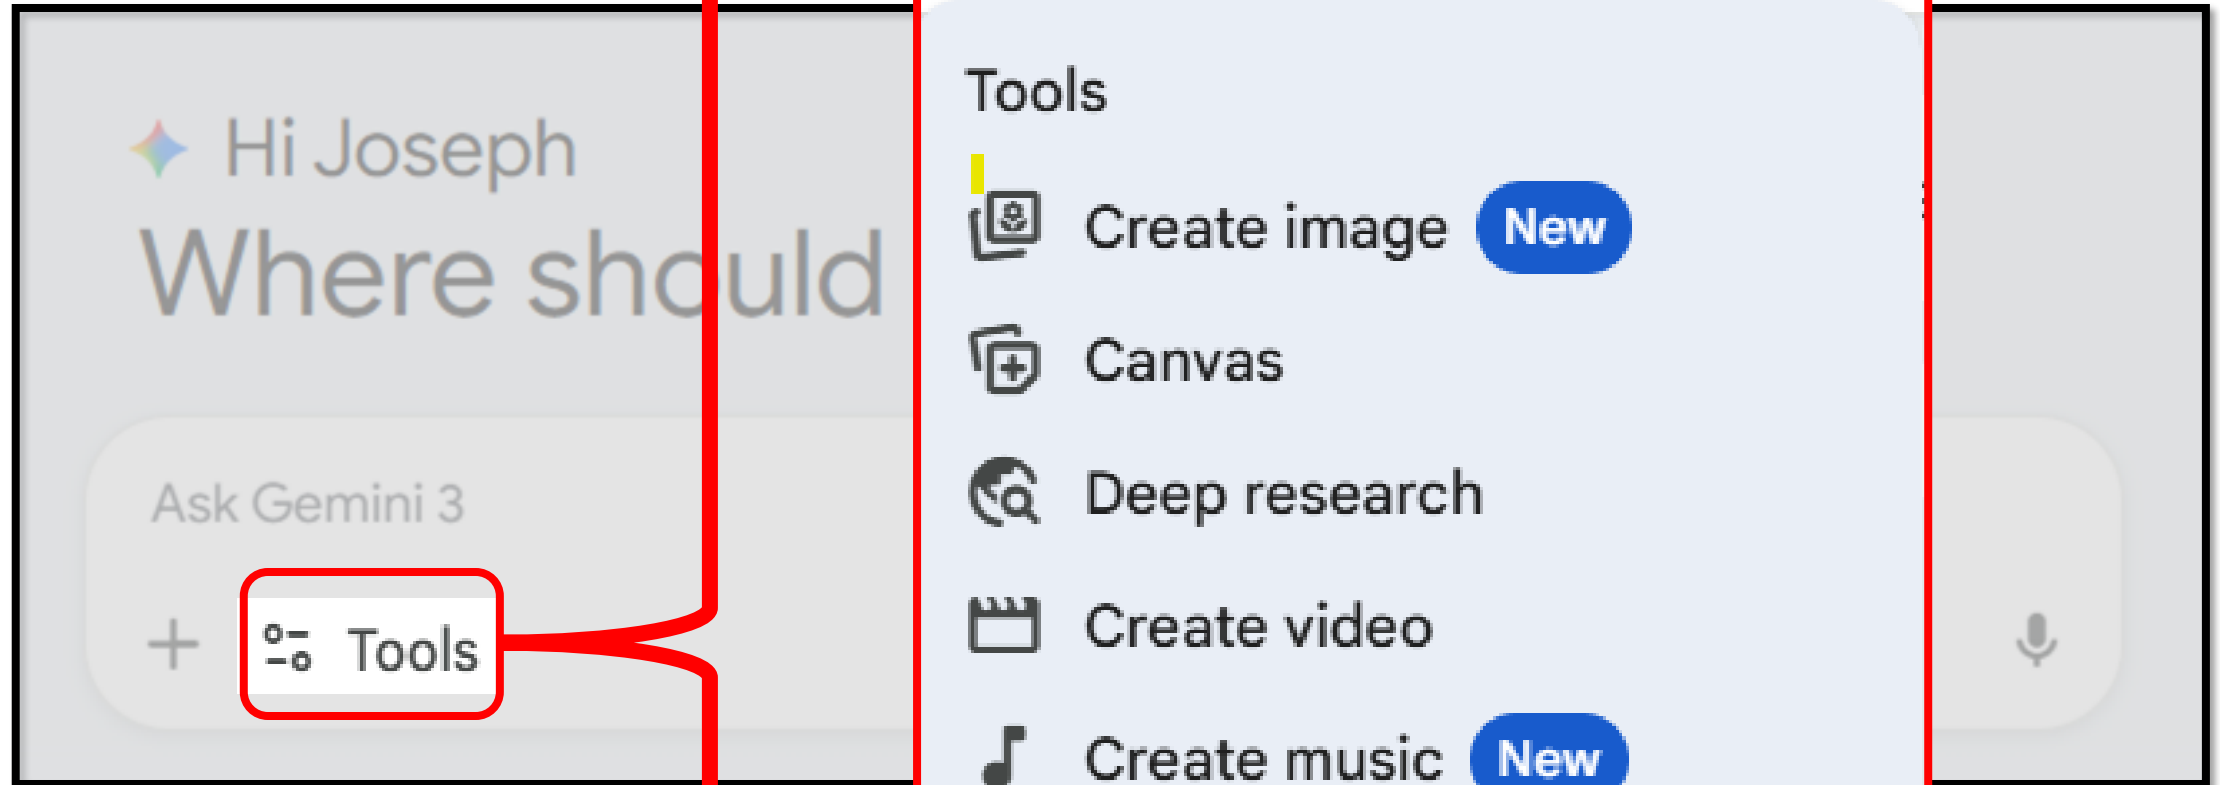 Hi Joseph
Where should
Ask Gemini 3
Tools
Tools
Create image New
Canvas
Deep research
Create video
Create music New